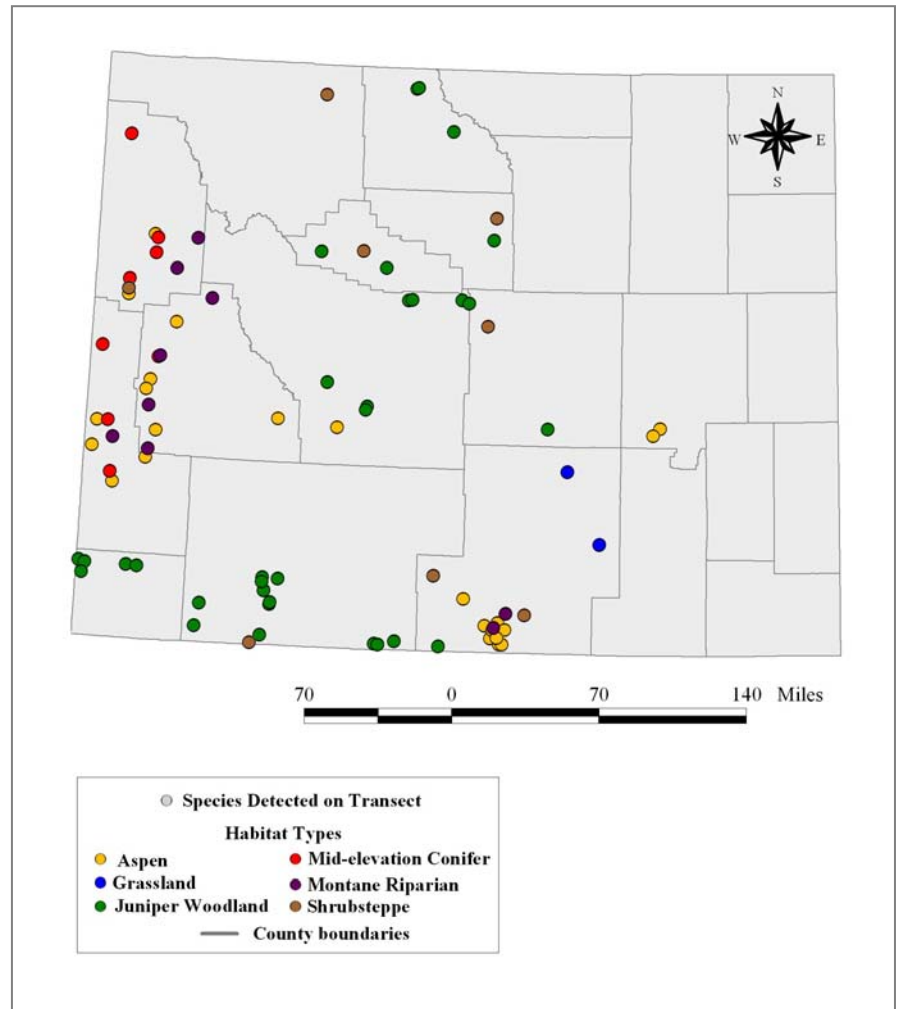 N
W E
S
70 0 70 140 Miles
Species Detected on Transect
Habitat Types
Aspen
Mid-elevation Conifer
Grassland
Montane Riparian
Juniper Woodland
Shrubsteppe
County boundaries